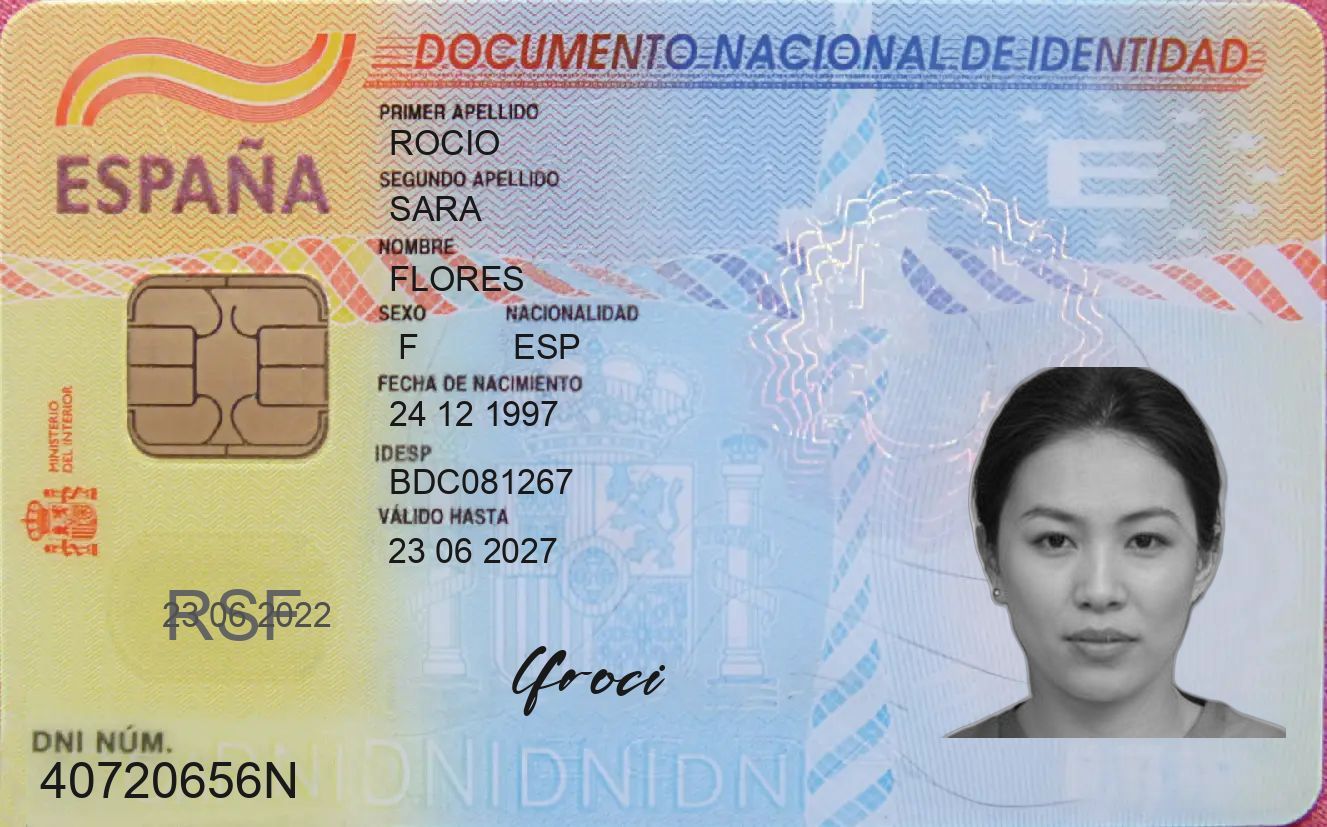 DOCUMENTO NACIONAL DE IDENTIDAD
ESPAÑA
PRIMER APELLIDO
ROCIO
SEGUNDO APELLIDO
SARA
NOMBRE
FLORES
SEXO NACIONALIDAD
F ESP
FECHA DE NACIMIENTO
24 12 1997
IDESP
BDC081267
VÁLIDO HASTA
23 06 2027
MINISTERIO
DEL INTERIOR
RSF
23 06 2022
froci
DNI NÚM.
40720656N
DNIDNIDNIDNI
E